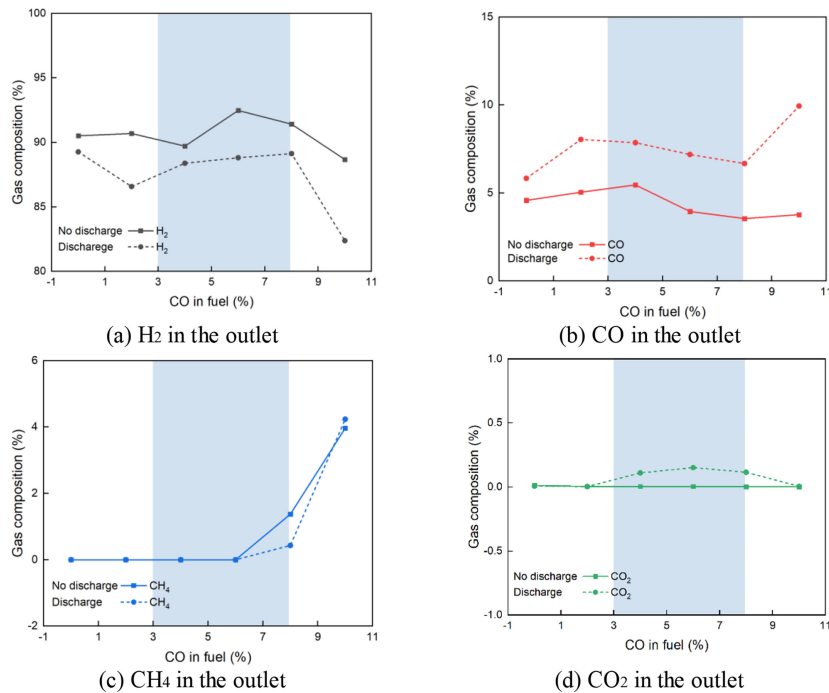 100
95
90
85
80
Gas composition (%)
No discharge H2
Discharege H2
-1 1 3 5 7 9 11
CO in fuel (%)
(a) H2 in the outlet
15
10
5
0
Gas composition (%)
No discharge CO
Discharge CO
-1 1 3 5 7 9 11
CO in fuel (%)
(b) CO in the outlet
6
4
2
0
-2
Gas composition (%)
No discharge CH4
Discharge CH4
-1 1 3 5 7 9 11
CO in fuel (%)
(c) CH4 in the outlet
1.0
0.5
0.0
-0.5
-1.0
Gas composition (%)
No discharge CO2
Discharge CO2
-1 1 3 5 7 9 11
CO in fuel (%)
(d) CO2 in the outlet